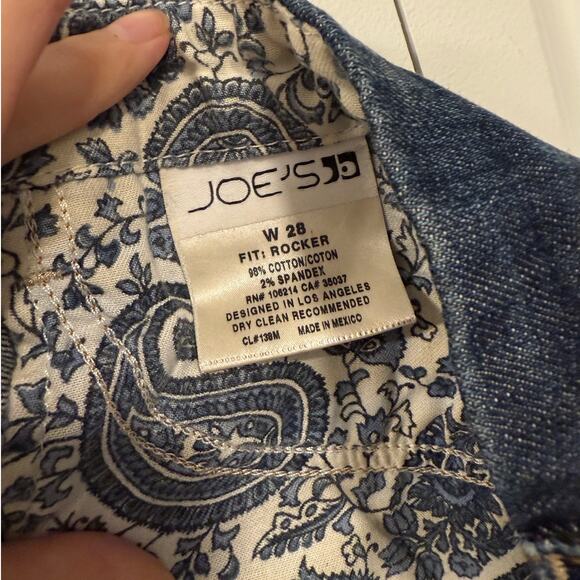 JOE'S
W 28
FIT: ROCKER
98% COTTON/COTON
2% SPANDEX
RN# 106214 CA# 35037
DESIGNED IN LOS ANGELES
DRY CLEAN RECOMMENDED
CL#138M MADE IN MEXICO